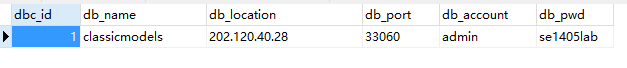 dbc_id db_name db_location db_port db_account db_pwd
1 classicmodels 202.120.40.28 33060 admin se1405lab